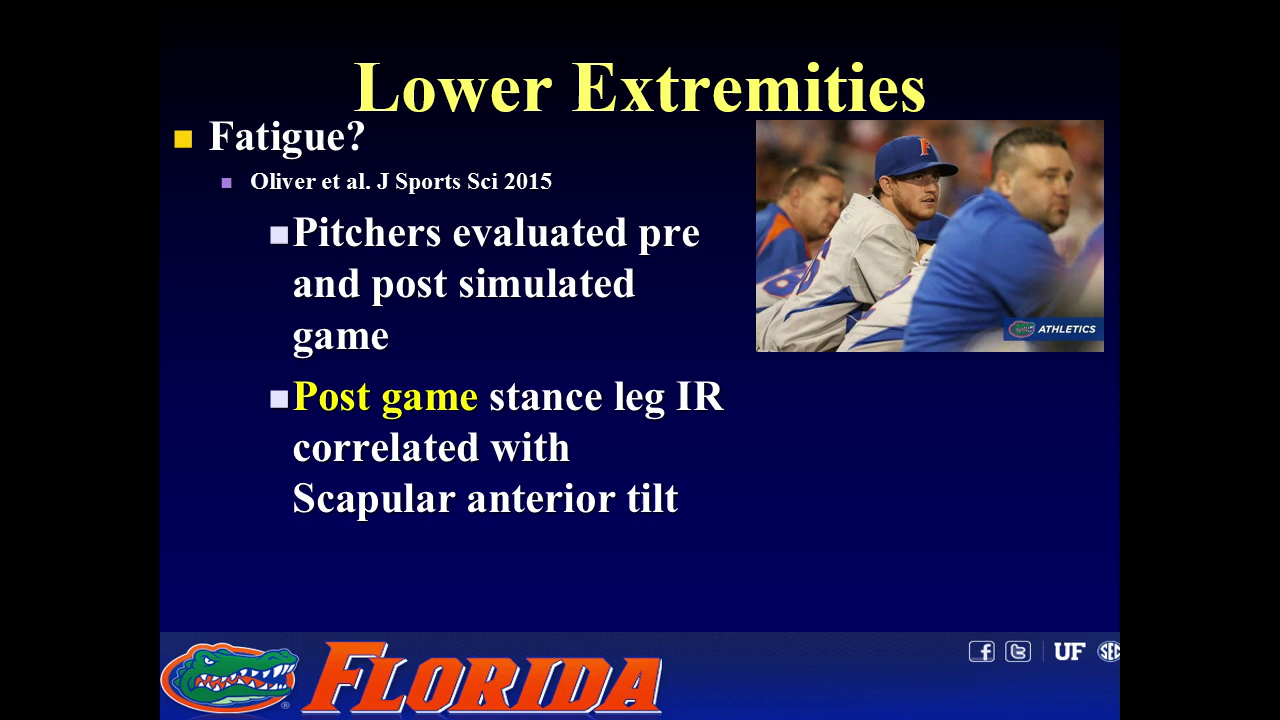 Lower Extremities
Fatigue?
Oliver et al. J Sports Sci 2015
Pitchers evaluated pre
and post simulated
game
Post game stance leg IR
correlated with
Scapular anterior tilt
F
ATHLETICS
FLORIDA
®
f
t
UF
SEC